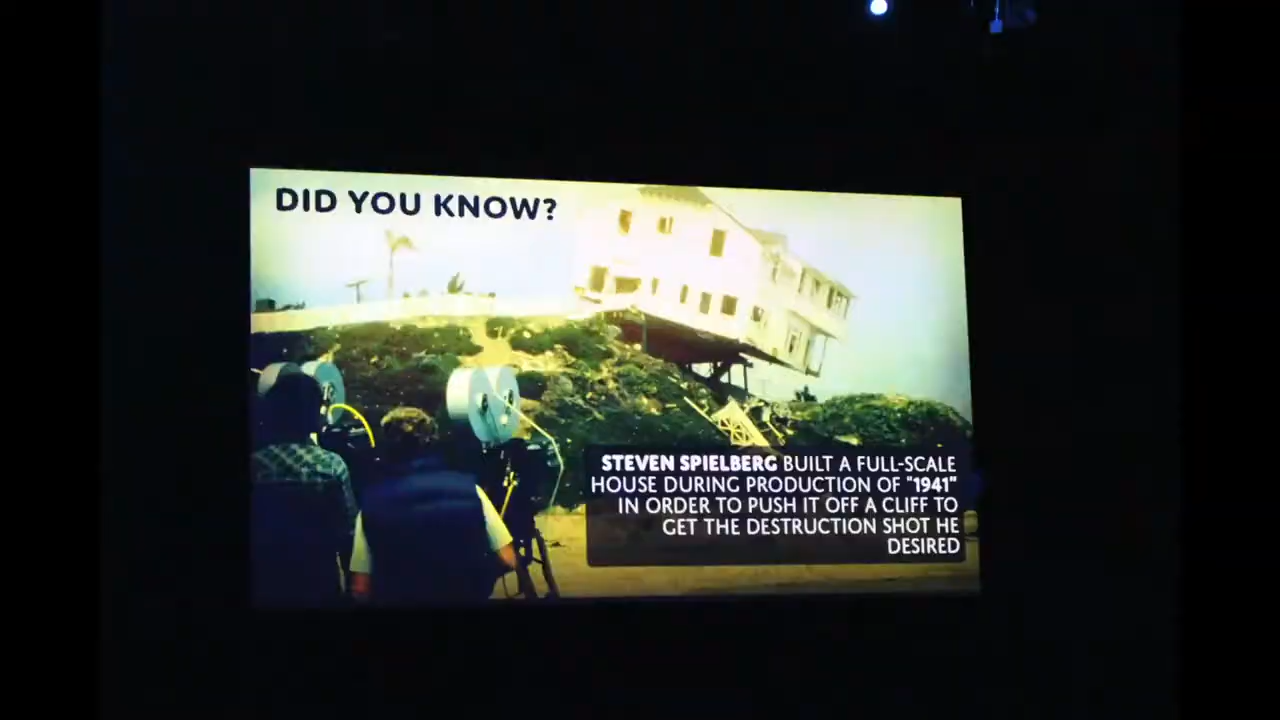 DID YOU KNOW?
STEVEN SPIELBERG BUILT A FULL-SCALE
HOUSE DURING PRODUCTION OF "1941"
IN ORDER TO PUSH IT OFF A CLIFF TO
GET THE DESTRUCTION SHOT HE
DESIRED